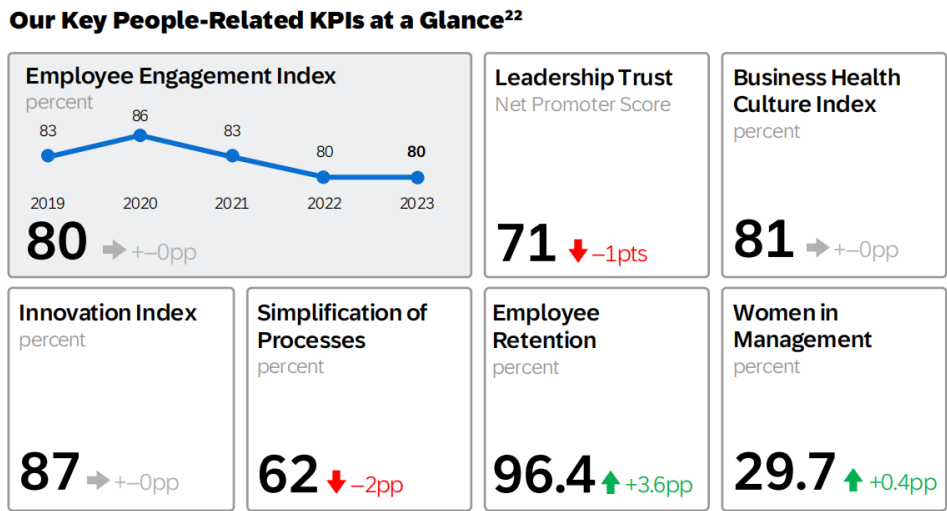 Our Key People-Related KPIs at a Glance²²
Employee Engagement Index
percent
83
86
83
80
80
2019
2020
2021
2022
2023
80 +–0pp
Leadership Trust
Net Promoter Score
71 –1pts
Business Health
Culture Index
percent
81 +–0pp
Innovation Index
percent
87 +–0pp
Simplification of
Processes
percent
62 –2pp
Employee
Retention
percent
96.4 +3.6pp
Women in
Management
percent
29.7 +0.4pp